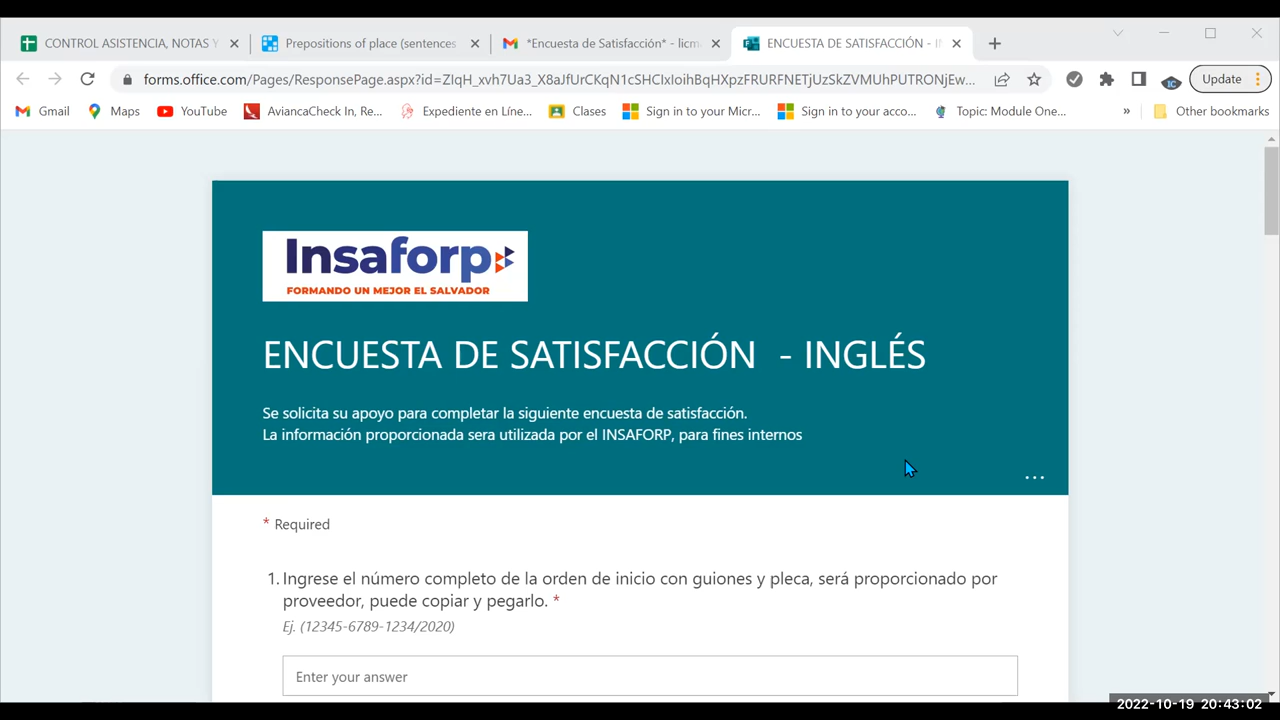 CONTROL ASISTENCIA, NOTAS Y
Prepositions of place (sentences
*Encuesta de Satisfacción* - licm
ENCUESTA DE SATISFACCIÓN - IN
forms.office.com/Pages/ResponsePage.aspx?id=ZIqH_xvh7Ua3_X8aJfUrCKqN1cSHCIxIoihBqHXpzFRURFNETjUzSkZVMUhPUTRONjEw...
Update
Gmail
Maps
YouTube
AviancaCheck In, Re...
Expediente en Líne...
Clases
Sign in to your Micr...
Sign in to your acco...
Topic: Module One...
»
Other bookmarks
Insaforp
FORMANDO UN MEJOR EL SALVADOR
ENCUESTA DE SATISFACCIÓN - INGLÉS
Se solicita su apoyo para completar la siguiente encuesta de satisfacción.
La información proporcionada sera utilizada por el INSAFORP, para fines internos
...
* Required
1. Ingrese el número completo de la orden de inicio con guiones y pleca, será proporcionado por
proveedor, puede copiar y pegarlo. *
Ej. (12345-6789-1234/2020)
Enter your answer
2022-10-19 20:43:02